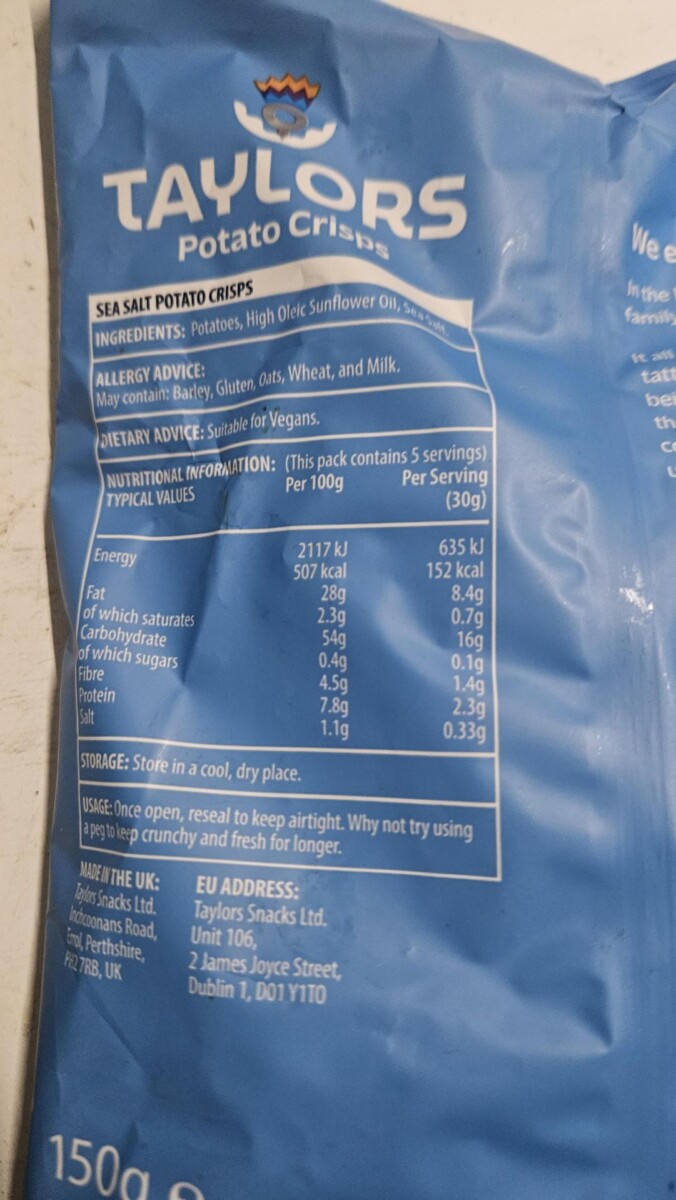 TAYLORS
Potato Crisps
SEA SALT POTATO CRISPS
INGREDIENTS: Potatoes, High Oleic Sunflower Oil, Sea Salt.
ALLERGY ADVICE:
May contain: Barley, Gluten, Oats, Wheat, and Milk.
DIETARY ADVICE: Suitable for Vegans.
NUTRITIONAL INFORMATION: (This pack contains 5 servings)
TYPICAL VALUES Per 100g Per Serving
(30g)
Energy 2117 kJ 635 kJ
507 kcal 152 kcal
Fat 28g 8.4g
of which saturates 2.3g 0.7g
Carbohydrate 54g 16g
of which sugars 0.4g 0.1g
Fibre 4.5g 1.4g
Protein 7.8g 2.3g
Salt 1.1g 0.33g
STORAGE: Store in a cool, dry place.
USAGE: Once open, reseal to keep airtight. Why not try using
a peg to keep crunchy and fresh for longer.
MADE IN THE UK:
Taylors Snacks Ltd.
Inchcoonans Road,
Errol, Perthshire,
PH2 7RB, UK
EU ADDRESS:
Taylors Snacks Ltd.
Unit 106,
2 James Joyce Street,
Dublin 1, D01 Y1T0
150g
We e
In the
family
It all
tatt
bei
th